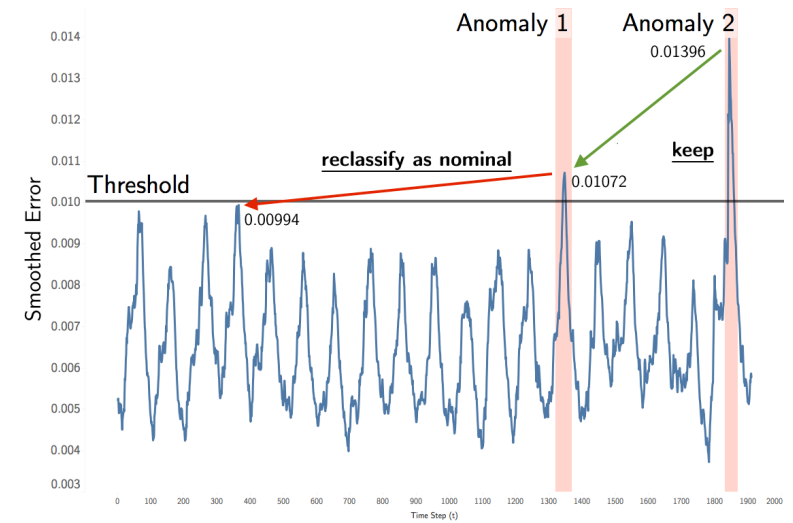 Anomaly 1
Anomaly 2
0.014
0.01396
0.013
0.012
0.011
reclassify as nominal
keep
Threshold
0.01072
0.010
0.00994
0.009
0.008
0.007
0.006
0.005
0.004
0.003
Smoothed Error
0 100 200 300 400 500 600 700 800 900 1000 1100 1200 1300 1400 1500 1600 1700 1800 1900 2000
Time Step (t)